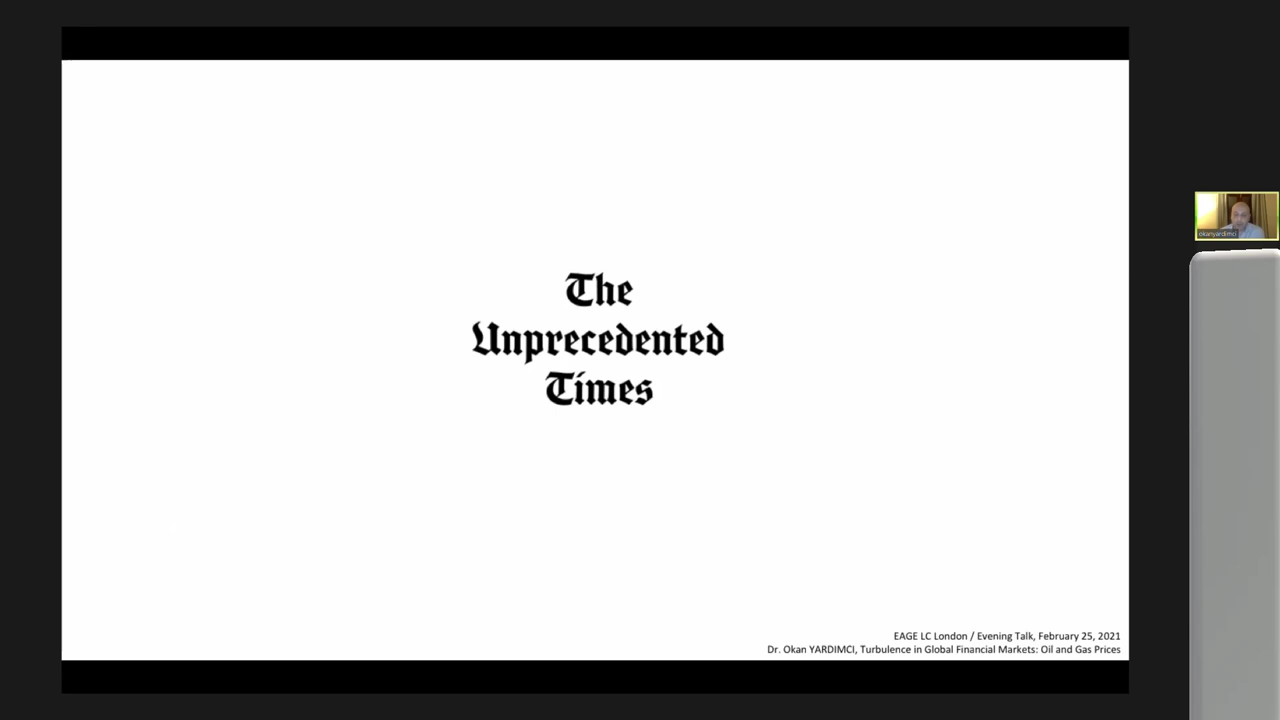 The
Unprecedented
Times
EAGE LC London / Evening Talk, February 25, 2021
Dr. Okan YARDIMCI, Turbulence in Global Financial Markets: Oil and Gas Prices
okanyardimci